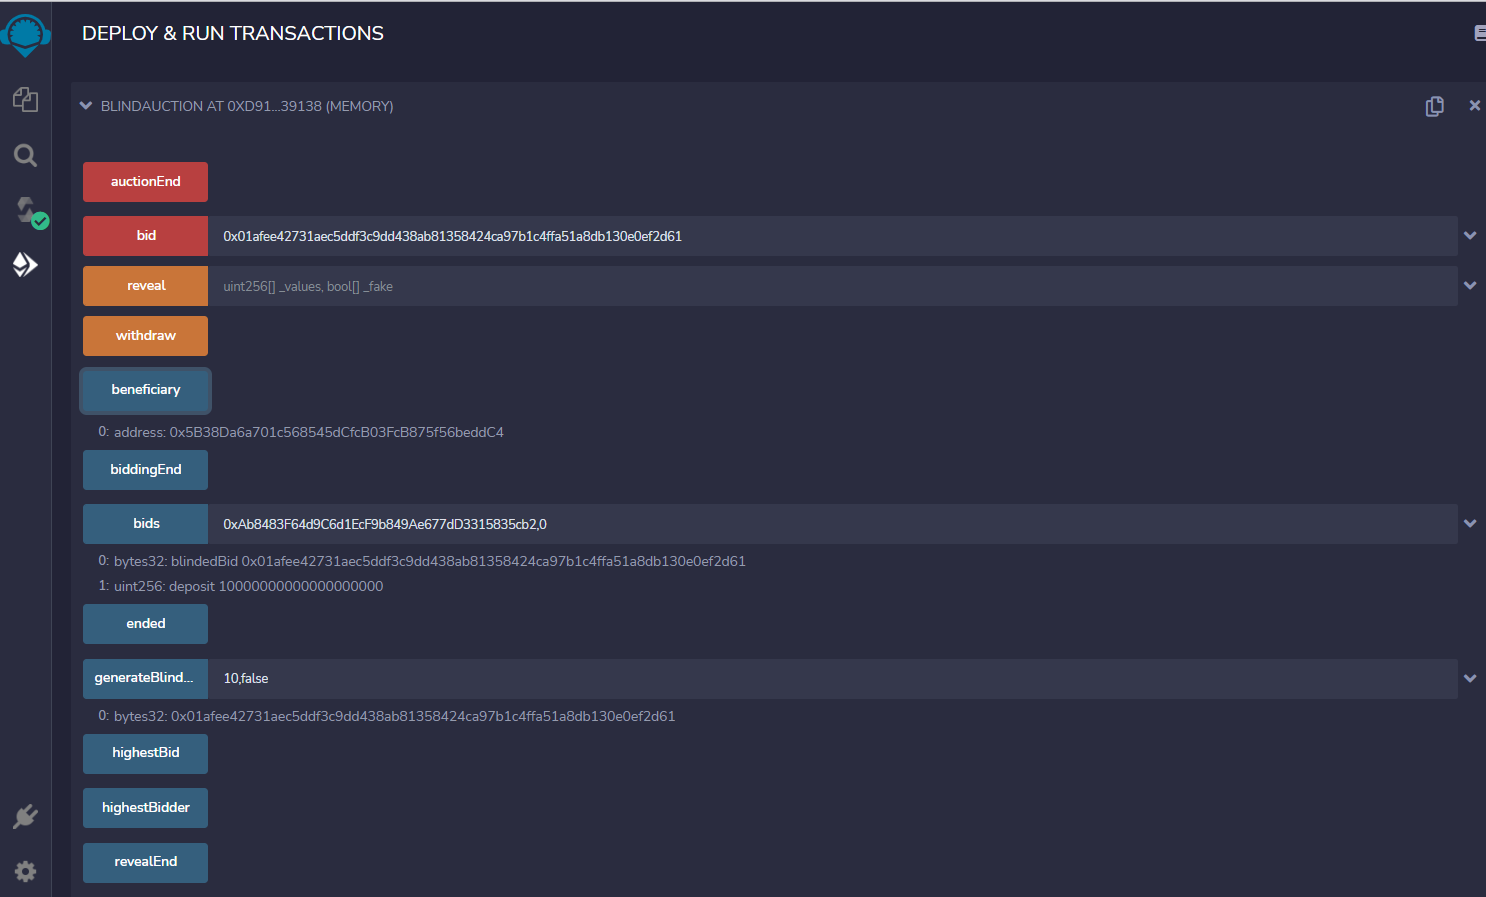 DEPLOY & RUN TRANSACTIONS
BLINDAUCTION AT 0XD91...39138 (MEMORY)
auctionEnd
bid 0x01afee42731aec5ddf3c9dd438ab81358424ca97b1c4ffa51a8db130e0ef2d61
reveal uint256[] _values, bool[] _fake
withdraw
beneficiary
0: address: 0x5B38Da6a701c568545dCfcB03FcB875f56beddC4
biddingEnd
bids 0xAb8483F64d9C6d1EcF9b849Ae677dD3315835cb2,0
0: bytes32: blindedBid 0x01afee42731aec5ddf3c9dd438ab81358424ca97b1c4ffa51a8db130e0ef2d61
1: uint256: deposit 10000000000000000000
ended
generateBlind... 10,false
0: bytes32: 0x01afee42731aec5ddf3c9dd438ab81358424ca97b1c4ffa51a8db130e0ef2d61
highestBid
highestBidder
revealEnd